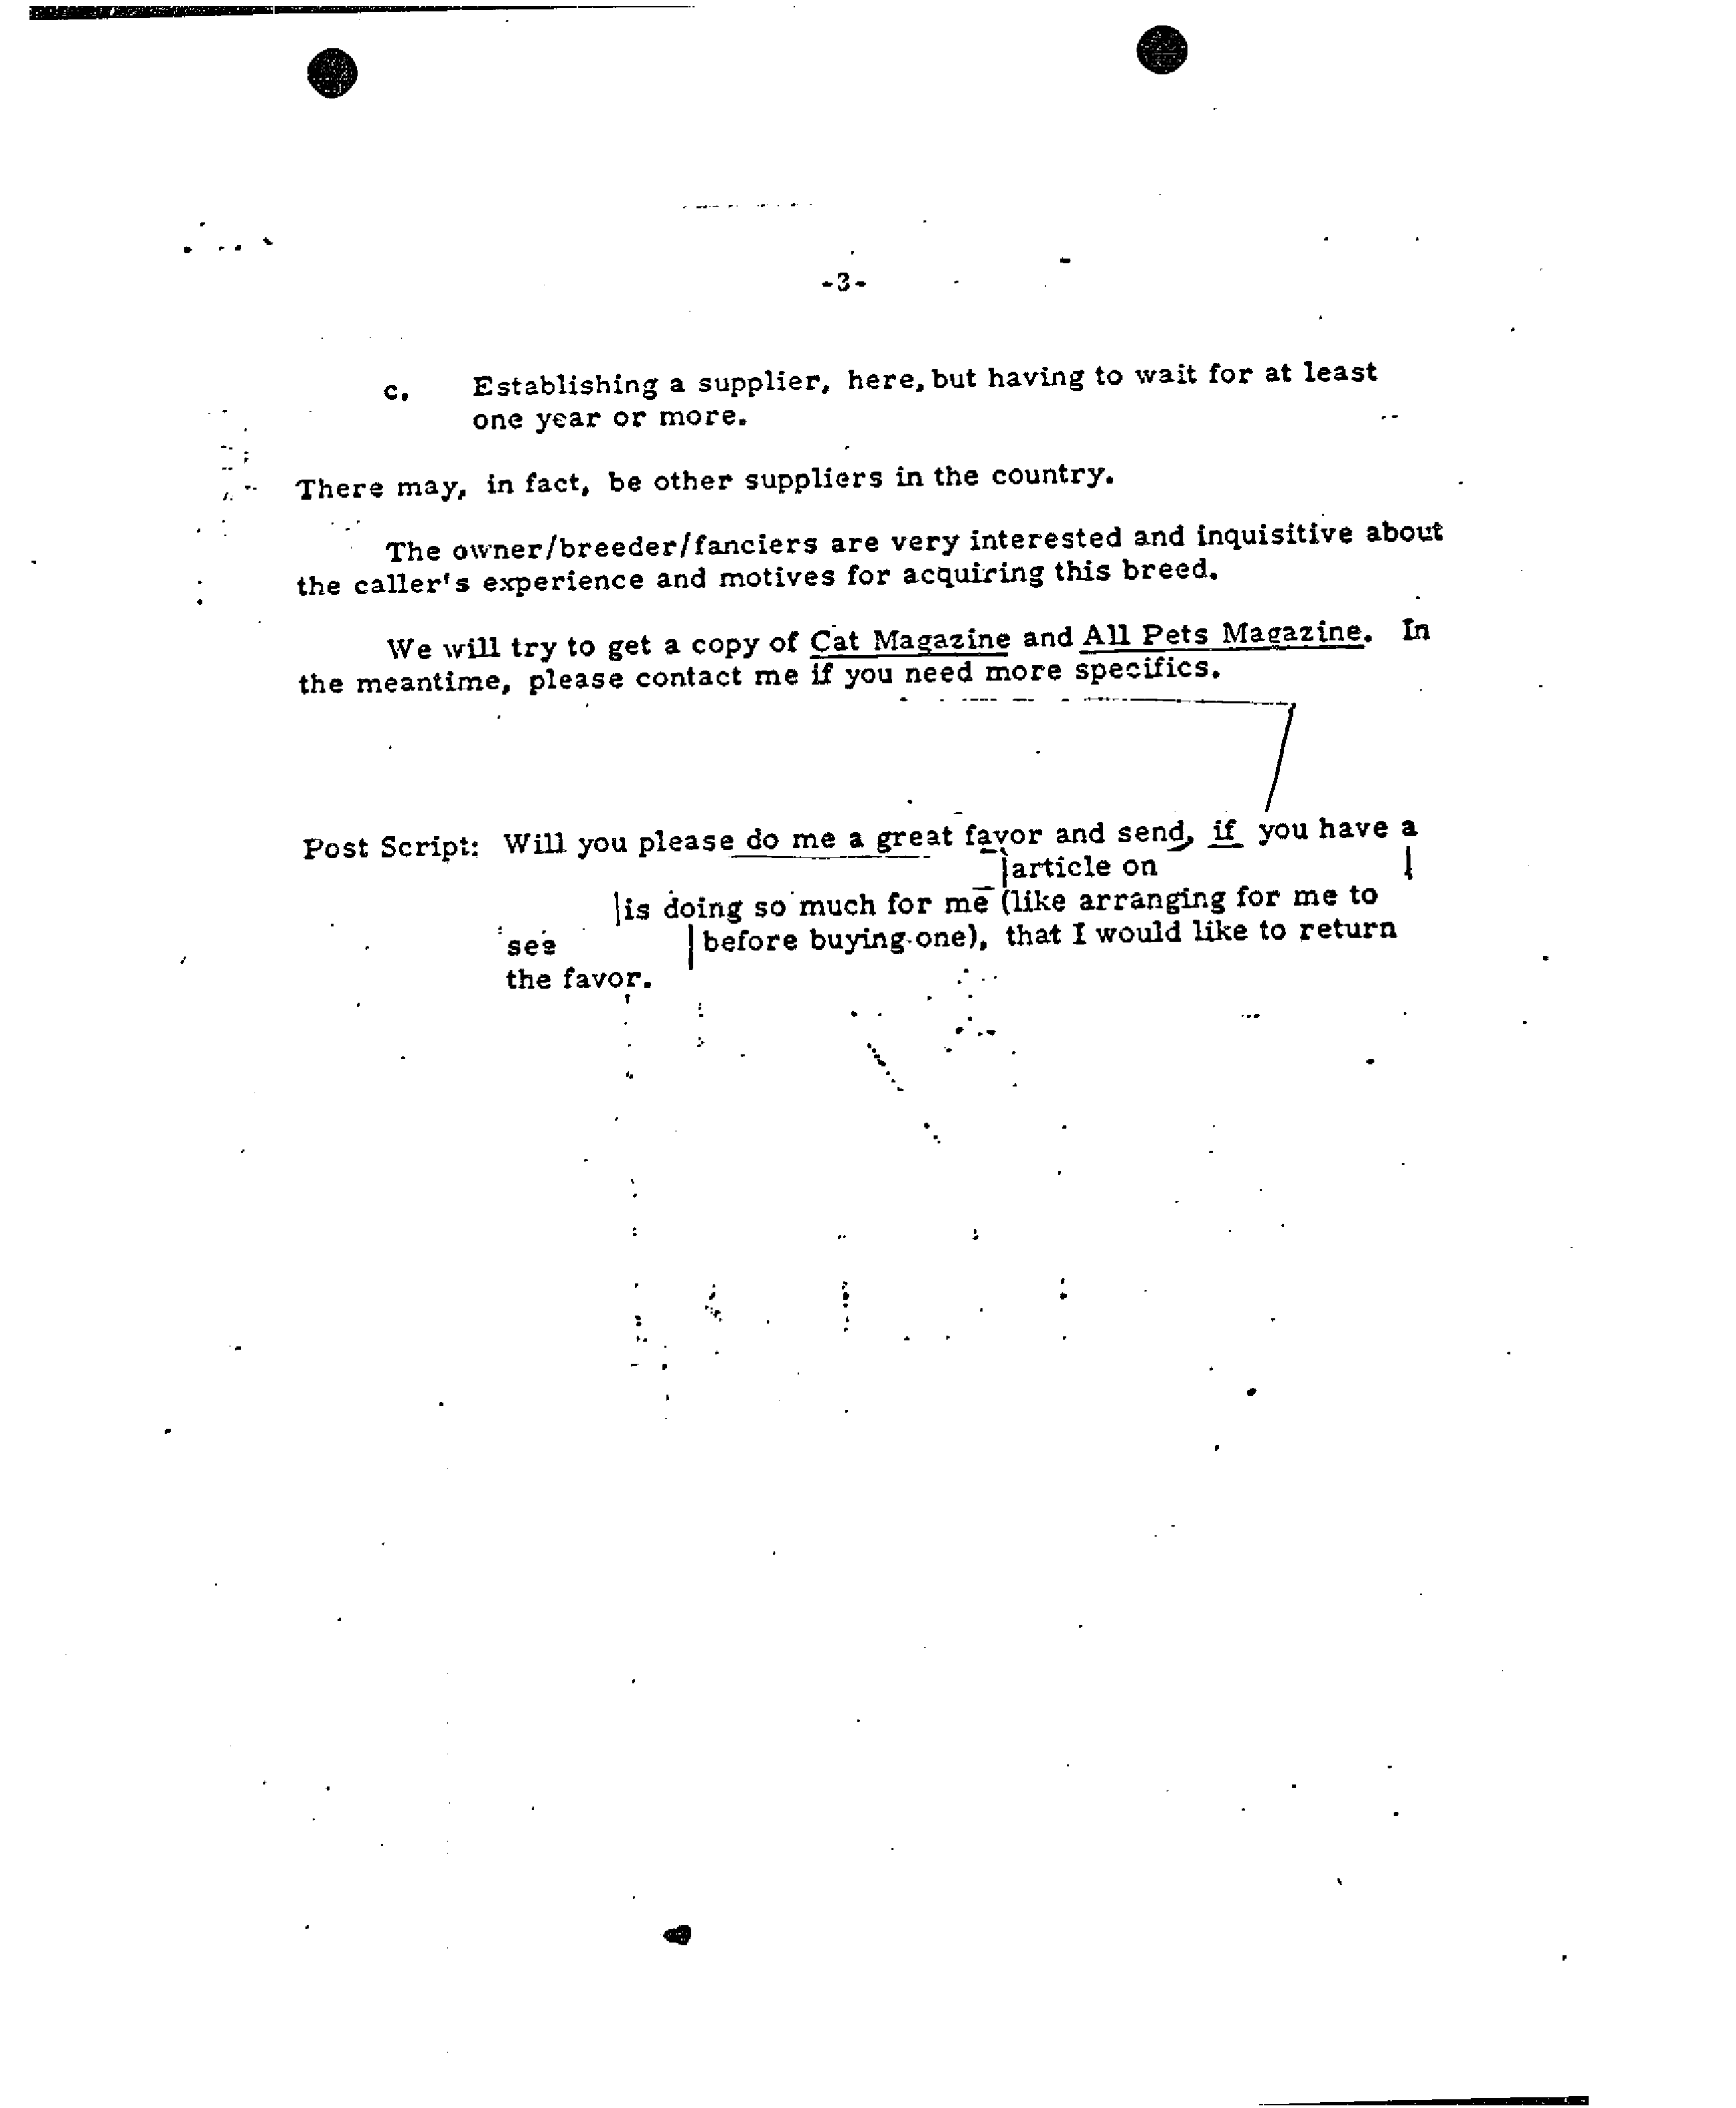 -3-
c. Establishing a supplier, here, but having to wait for at least
one year or more.
There may, in fact, be other suppliers in the country.
The owner/breeder/fanciers are very interested and inquisitive about
the caller's experience and motives for acquiring this breed.
We will try to get a copy of Cat Magazine and All Pets Magazine. In
the meantime, please contact me if you need more specifics.
Post Script: Will you please do me a great favor and send, if you have a
article on
is doing so much for me (like arranging for me to
see before buying one), that I would like to return
the favor.